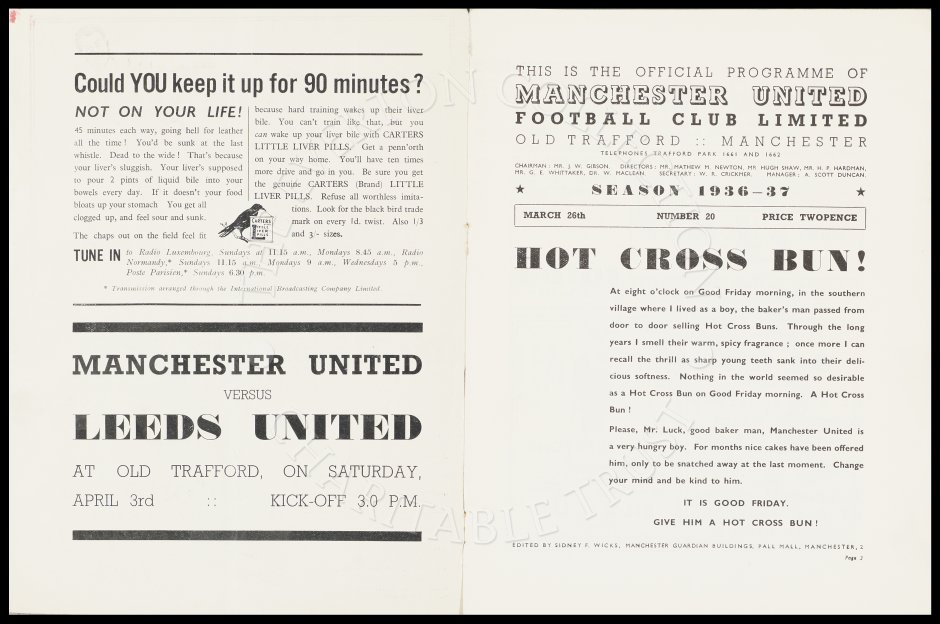 Could YOU keep it up for 90 minutes?
NOT ON YOUR LIFE!
45 minutes each way, going hell for leather
all the time! You'd be sunk at the last
whistle. Dead to the wide! That's because
your liver's sluggish. Your liver's supposed
to pour 2 pints of liquid bile into your
bowels every day. If it doesn't your food
bloats up your stomach You get all
clogged up, and feel sour and sunk.
The chaps out on the field feel fit
because hard training wakes up their liver
bile. You can't train like that, but you
can wake up your liver bile with CARTERS
LITTLE LIVER PILLS. Get a penn'orth
on your way home. You'll have ten times
more drive and go in you. Be sure you get
the genuine CARTERS (Brand) LITTLE
LIVER PILLS. Refuse all worthless imita-
tions. Look for the black bird trade
mark on every 1d. twist. Also 1/3
and 3/- sizes.
CARTERS
LITTLE
LIVER
PILLS
TUNE IN to Radio Luxembourg, Sundays at 11.15 a.m., Mondays 8.45 a.m., Radio
Normandy,* Sundays 11.15 a.m., Mondays 9 a.m., Wednesdays 5 p.m.,
Poste Parisien,* Sundays 6.30 p.m.
* Transmission arranged through the International Broadcasting Company Limited.
MANCHESTER UNITED
VERSUS
LEEDS UNITED
AT OLD TRAFFORD, ON SATURDAY,
APRIL 3rd :: KICK-OFF 3.0 P.M.
THIS IS THE OFFICIAL PROGRAMME OF
MANCHESTER UNITED
FOOTBALL CLUB LIMITED
OLD TRAFFORD :: MANCHESTER
TELEPHONES TRAFFORD PARK 1661 AND 1662
CHAIRMAN: MR. J. W. GIBSON. DIRECTORS: MR. MATHEW M. NEWTON, MR HUGH SHAW, MR. H. P. HARDMAN,
MR. G. E. WHITTAKER, DR. W. MACLEAN. SECRETARY: W. R. CRICKMER. MANAGER: A. SCOTT DUNCAN.
★ SEASON 1936-37 ★
MARCH 26th NUMBER 20 PRICE TWOPENCE
HOT CROSS BUN!
At eight o'clock on Good Friday morning, in the southern
village where I lived as a boy, the baker's man passed from
door to door selling Hot Cross Buns. Through the long
years I smell their warm, spicy fragrance; once more I can
recall the thrill as sharp young teeth sank into their deli-
cious softness. Nothing in the world seemed so desirable
as a Hot Cross Bun on Good Friday morning. A Hot Cross
Bun!
Please, Mr. Luck, good baker man, Manchester United is
a very hungry boy. For months nice cakes have been offered
him, only to be snatched away at the last moment. Change
your mind and be kind to him.
IT IS GOOD FRIDAY.
GIVE HIM A HOT CROSS BUN!
EDITED BY SIDNEY F. WICKS, MANCHESTER GUARDIAN BUILDINGS, PALL MALL, MANCHESTER, 2
Page 3